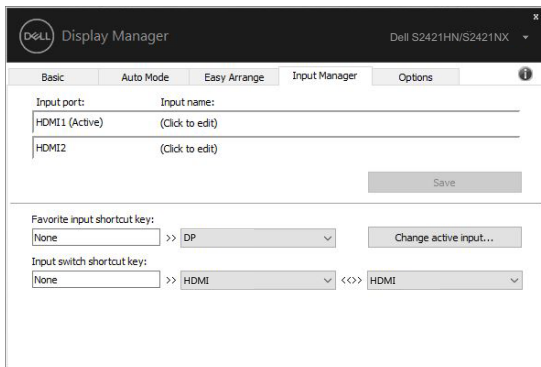 DELL Display Manager
x
Dell S2421HN/S2421NX
Basic Auto Mode Easy Arrange Input Manager Options i
Input port: Input name:
HDMI1 (Active) (Click to edit)
HDMI2 (Click to edit)
Save
Favorite input shortcut key:
None >> DP Change active input...
Input switch shortcut key:
None >> HDMI <<>> HDMI